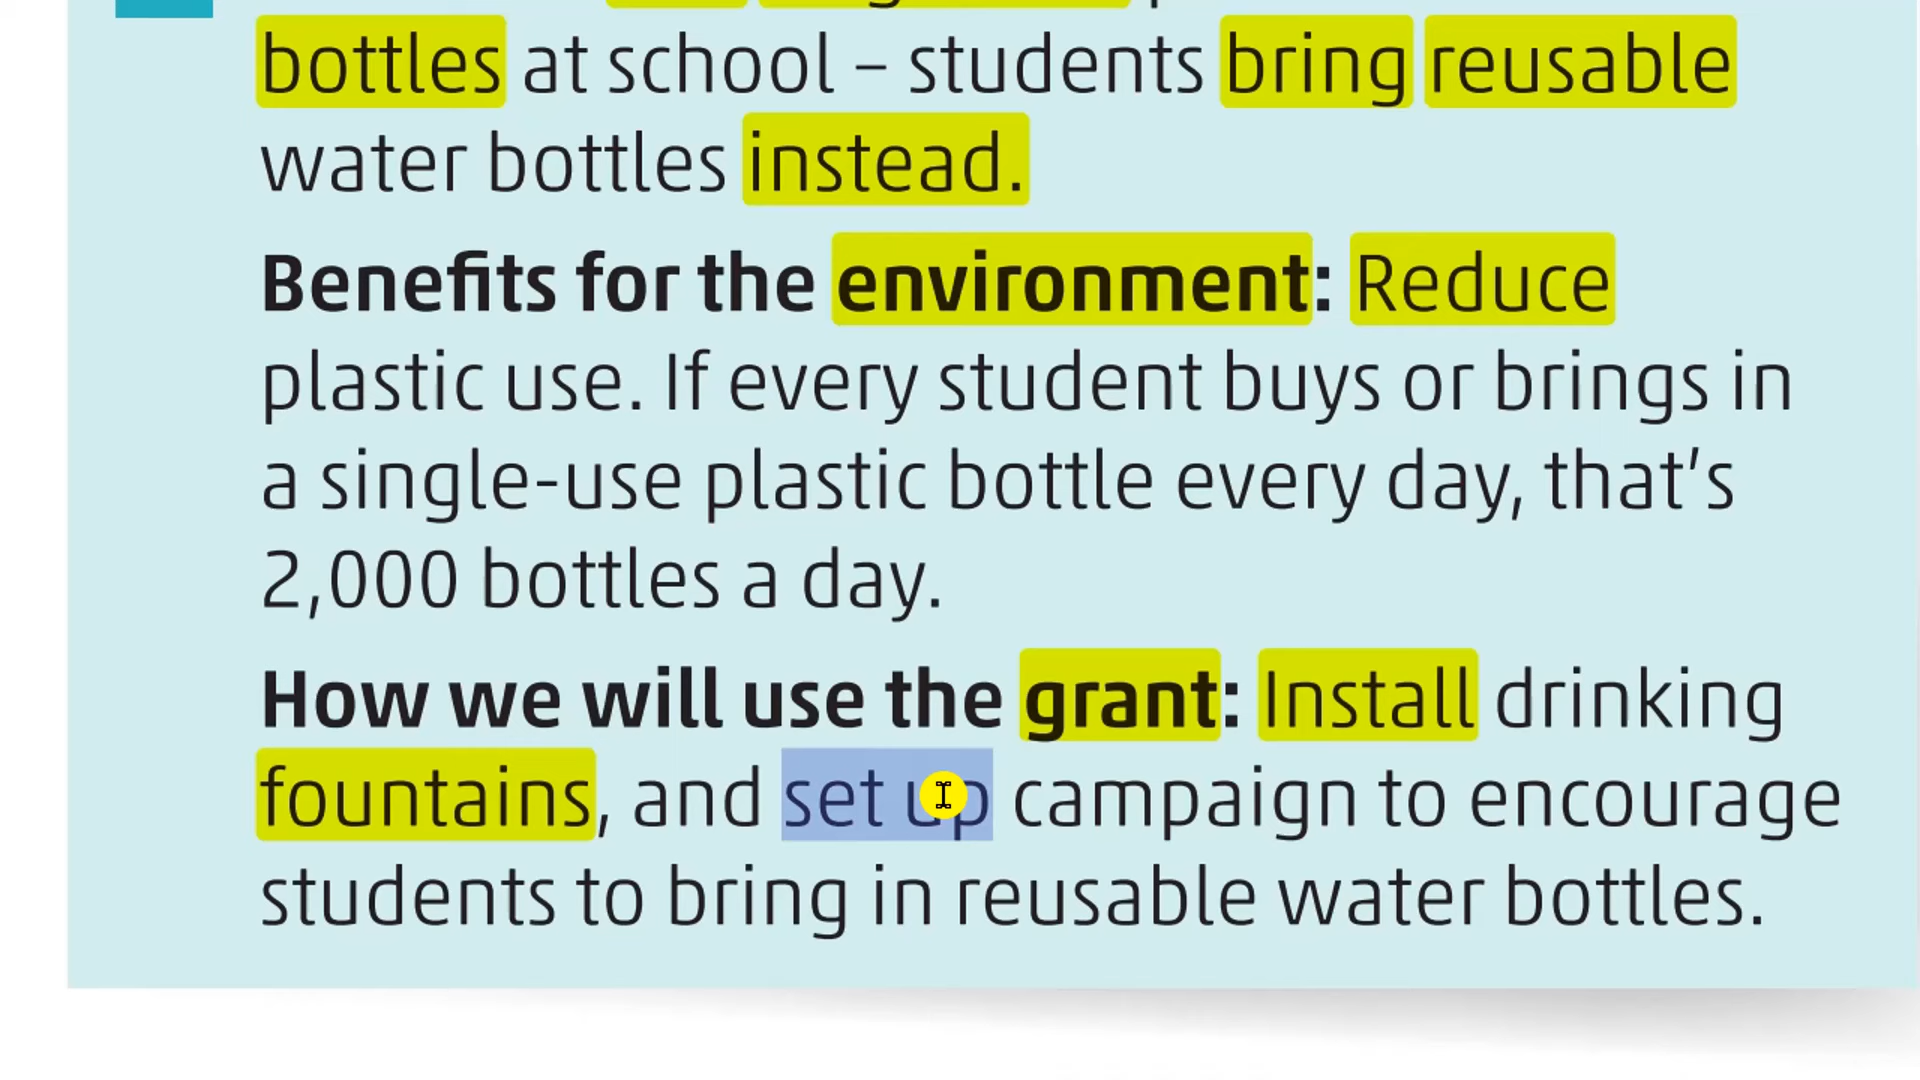 bottles at school – students bring reusable
water bottles instead.
Benefits for the environment: Reduce
plastic use. If every student buys or brings in
a single-use plastic bottle every day, that's
2,000 bottles a day.
How we will use the grant: Install drinking
fountains, and set up campaign to encourage
students to bring in reusable water bottles.